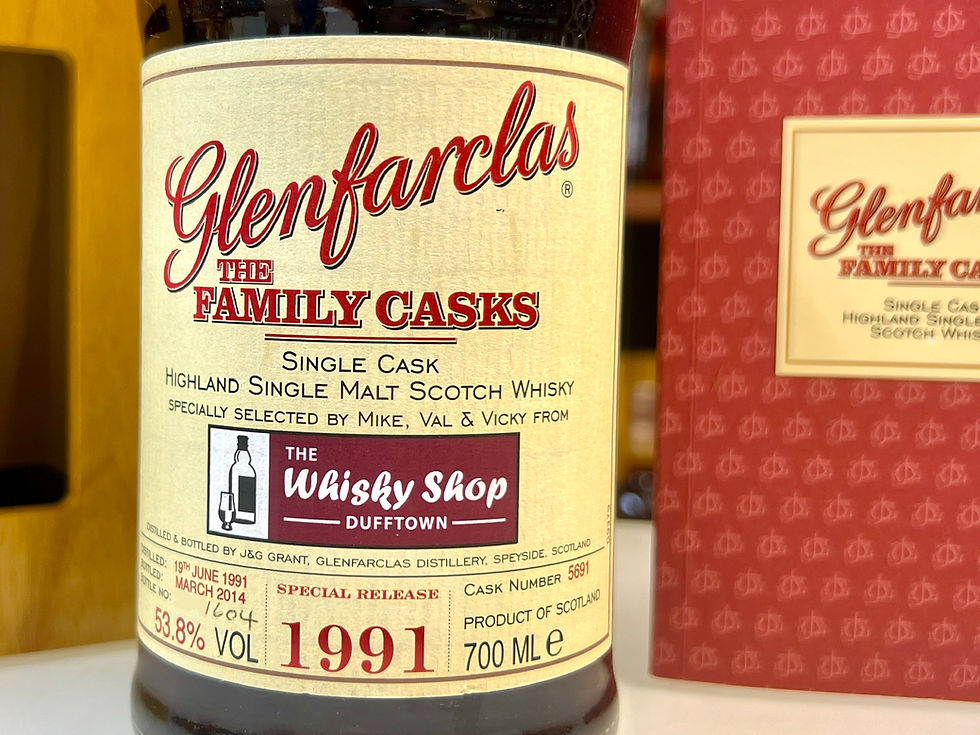 Glenfarclas
®
THE
FAMILY CASKS
SINGLE CASK
HIGHLAND SINGLE MALT SCOTCH WHISKY
SPECIALLY SELECTED BY MIKE, VAL & VICKY FROM
THE
Whisky Shop
DUFFTOWN
DISTILLED & BOTTLED BY J&G GRANT, GLENFARCLAS DISTILLERY, SPEYSIDE, SCOTLAND
DISTILLED: 19TH JUNE 1991
BOTTLED: MARCH 2014
BOTTLE NO: 1604
53.8% VOL
SPECIAL RELEASE
1991
CASK NUMBER 5691
PRODUCT OF SCOTLAND
700 ML e
Glenfa
THE
FAMILY CA
SINGLE CAS
HIGHLAND SINGLE
SCOTCH WHIS